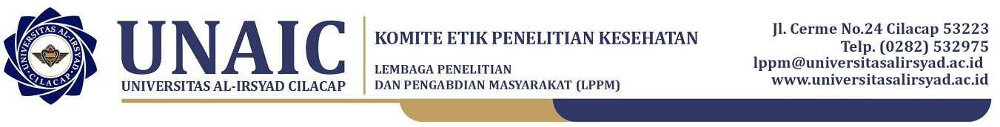 UNIVERSITAS AL-IRSYAD
CILACAP
UNAIC
UNIVERSITAS AL-IRSYAD CILACAP
KOMITE ETIK PENELITIAN KESEHATAN
LEMBAGA PENELITIAN
DAN PENGABDIAN MASYARAKAT (LPPM)
Jl. Cerme No.24 Cilacap 53223
Telp. (0282) 532975
lppm@universitasalirsyad.ac.id
www.universitasalirsyad.ac.id